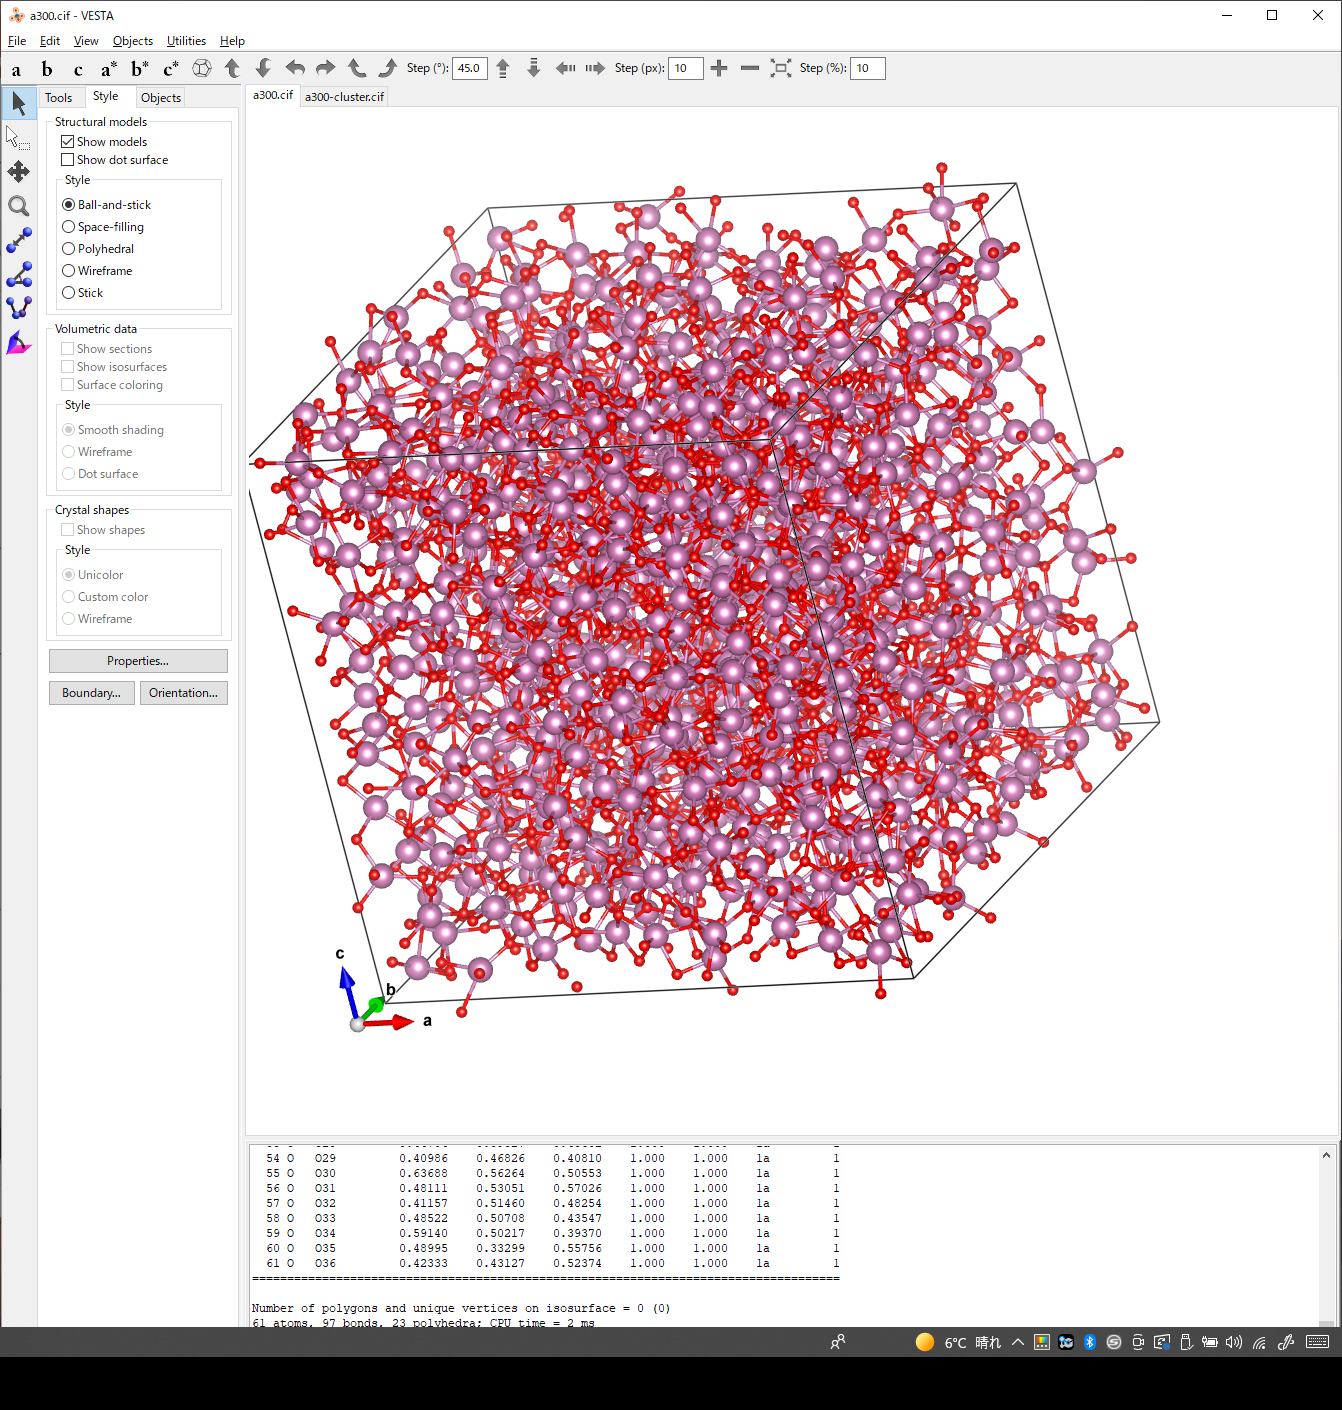 a300.cif - VESTA
File Edit View Objects Utilities Help
a b c a* b* c* Step (°): 45.0 Step (px): 10 Step (%): 10
Tools Style Objects
a300.cif a300-cluster.cif
Structural models
Show models
Show dot surface
Style
Ball-and-stick
Space-filling
Polyhedral
Wireframe
Stick
Volumetric data
Show sections
Show isosurfaces
Surface coloring
Style
Smooth shading
Wireframe
Dot surface
Crystal shapes
Show shapes
Style
Unicolor
Custom color
Wireframe
Properties...
Boundary... Orientation...
c
b
a
54 O O29 0.40986 0.46826 0.40810 1.000 1.000 1a 1
55 O O30 0.63688 0.56264 0.50553 1.000 1.000 1a 1
56 O O31 0.48111 0.53051 0.57026 1.000 1.000 1a 1
57 O O32 0.41157 0.51460 0.48254 1.000 1.000 1a 1
58 O O33 0.48522 0.50708 0.43547 1.000 1.000 1a 1
59 O O34 0.59140 0.50217 0.39370 1.000 1.000 1a 1
60 O O35 0.48995 0.33299 0.55756 1.000 1.000 1a 1
61 O O36 0.42333 0.43127 0.52374 1.000 1.000 1a 1
====================================================================================
Number of polygons and unique vertices on isosurface = 0 (0)
61 atoms, 97 bonds, 23 polyhedra; CPU time = 2 ms
6°C 晴れ